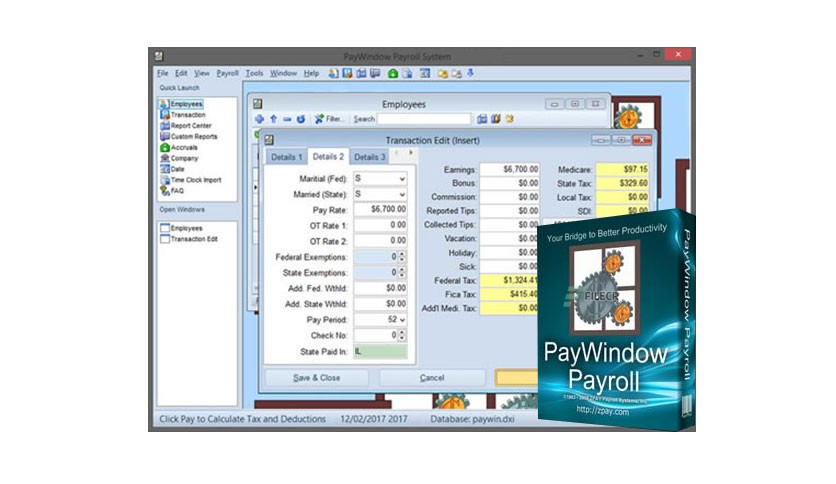 PayWindow Payroll System
File Edit View Payroll Tools Window Help
Quick Launch
Employees
Transaction
Report Center
Custom Reports
Accruals
Company
Date
Time Clock Import
FAQ
Open Windows
Employees
Transaction Edit
Employees
Filter... Search
Transaction Edit (Insert)
Details 1 Details 2 Details 3
Maritial (Fed): S
Married (State): S
Pay Rate: $6,700.00
OT Rate 1: 0.00
OT Rate 2: 0.00
Federal Exemptions: 0
State Exemptions: 0
Add. Fed. Wthld: $0.00
Add. State Wthld: $0.00
Pay Period: 52
Check No: 0
State Paid In: IL
Earnings: $6,700.00
Bonus: $0.00
Commission: $0.00
Reported Tips: $0.00
Collected Tips: $0.00
Vacation: $0.00
Holiday: $0.00
Sick: $0.00
Federal Tax: $1,324.41
Fica Tax: $415.40
Add'l Medi. Tax: $0.00
Medicare: $97.15
State Tax: $329.60
Local Tax: $0.00
SDI: $0.00
Save & Close Cancel
Click Pay to Calculate Tax and Deductions 12/02/2017 2017 Database: paywin.dxi
Your Bridge to Better Productivity
FILECR
PayWindow
Payroll
http://zpay.com
PayWindow Payroll